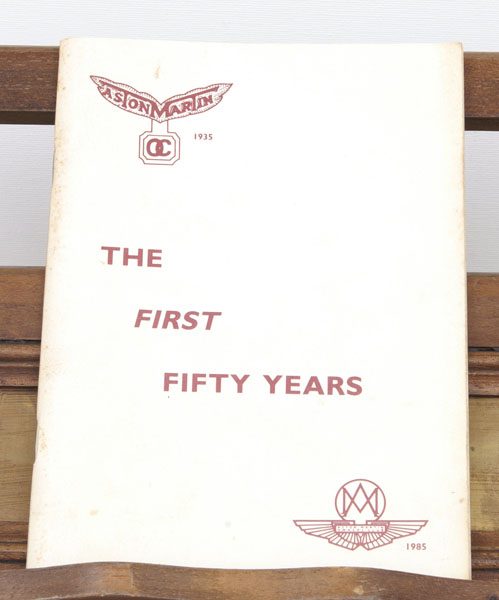 ASTON MARTIN
OC
1935
THE
FIRST
FIFTY YEARS
AM
1985